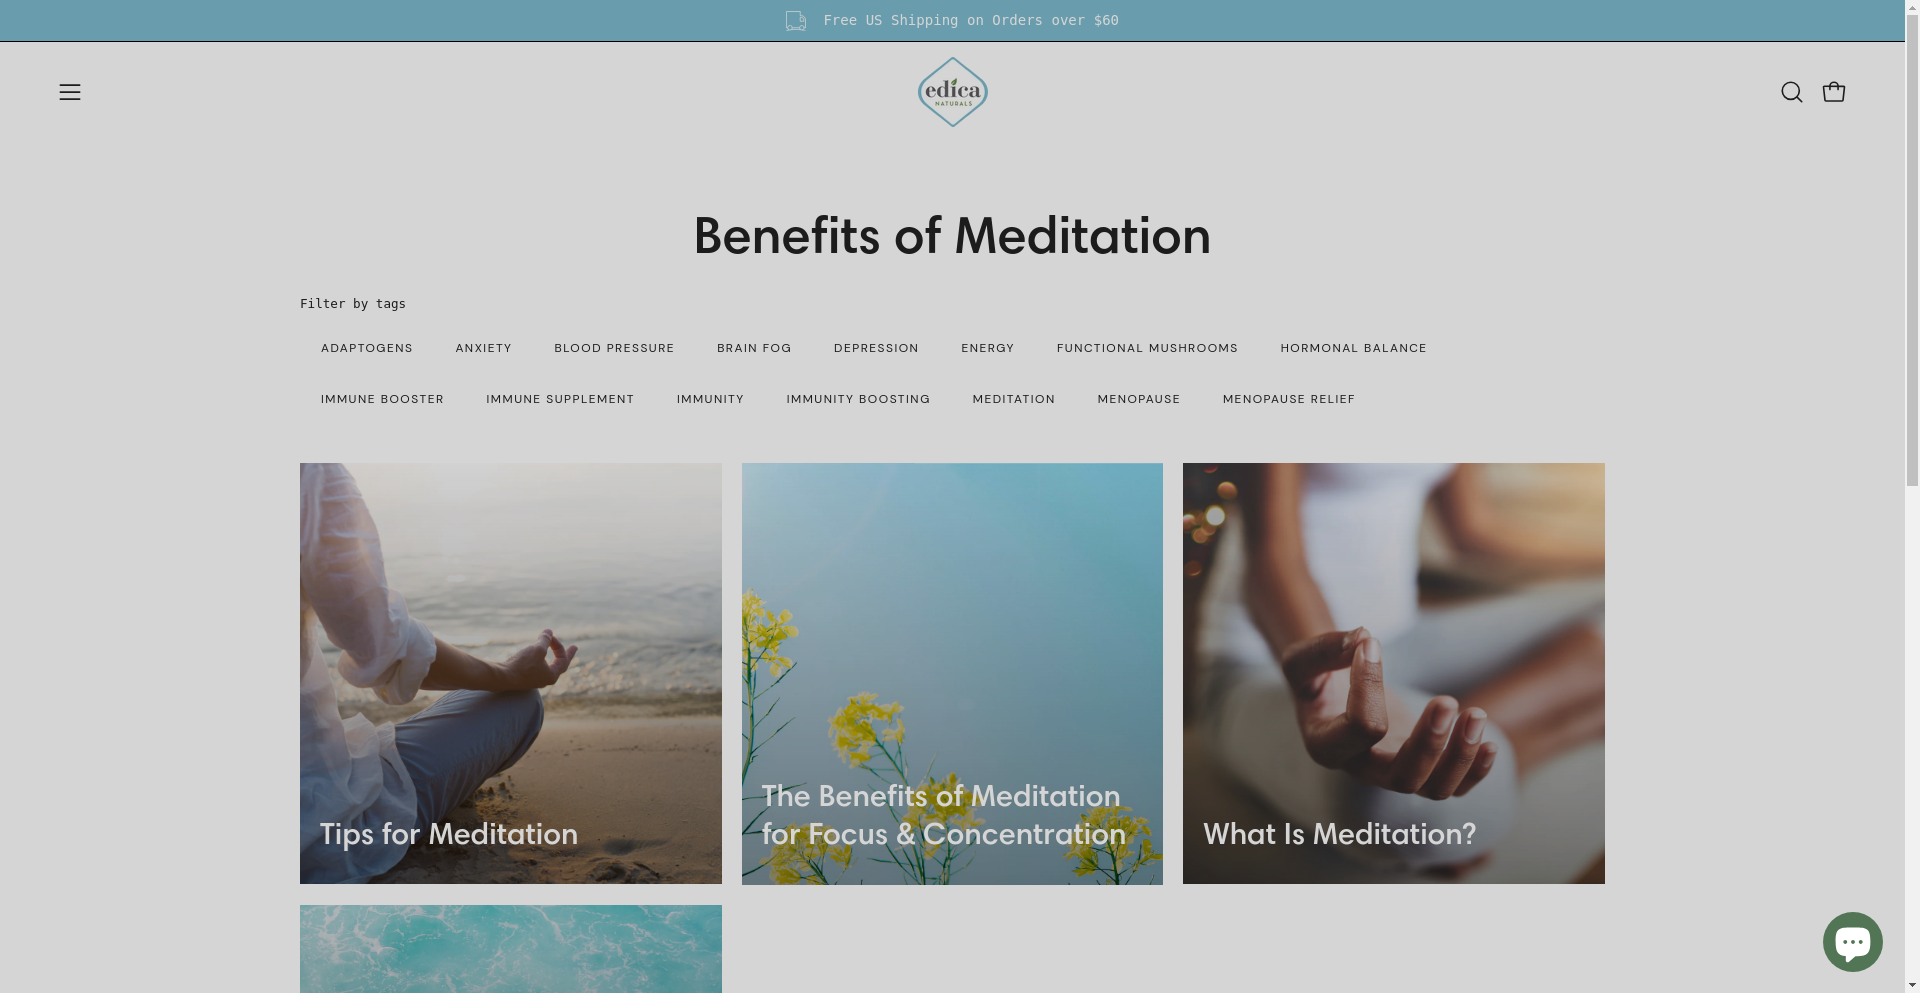 Free US Shipping on Orders over $60
edica
NATURALS
Benefits of Meditation
Filter by tags
ADAPTOGENS ANXIETY BLOOD PRESSURE BRAIN FOG DEPRESSION ENERGY FUNCTIONAL MUSHROOMS HORMONAL BALANCE
IMMUNE BOOSTER IMMUNE SUPPLEMENT IMMUNITY IMMUNITY BOOSTING MEDITATION MENOPAUSE MENOPAUSE RELIEF
Tips for Meditation
The Benefits of Meditation
for Focus & Concentration
What Is Meditation?